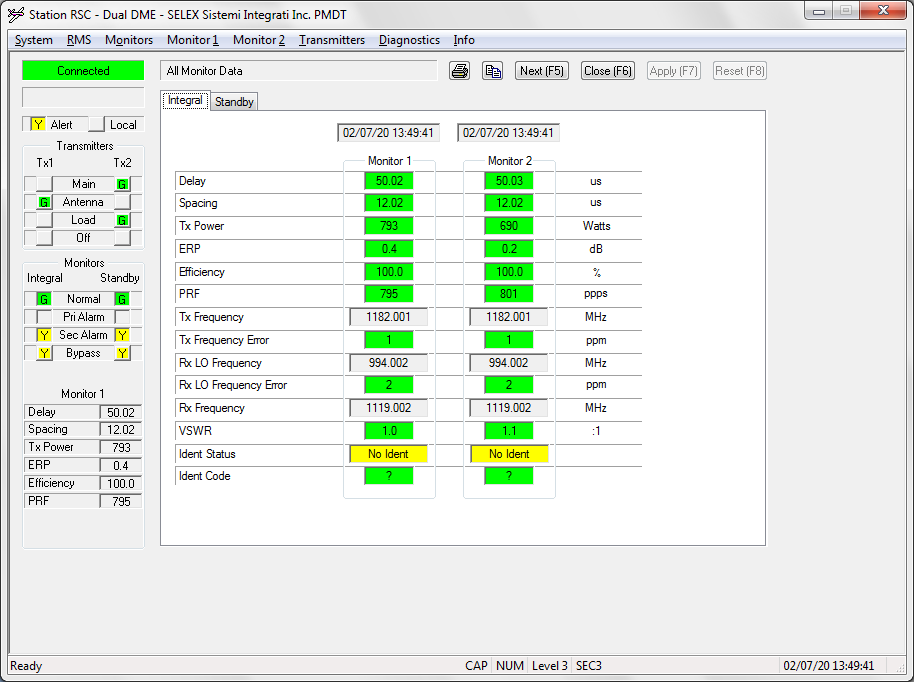 Station RSC - Dual DME - SELEX Sistemi Integrati Inc. PMDT
System RMS Monitors Monitor 1 Monitor 2 Transmitters Diagnostics Info
Connected
All Monitor Data
Next (F5) Close (F6) Apply (F7) Reset (F8)
Y Alert Local
Transmitters
Tx1 Tx2
Main G
G Antenna
Load G
Off
Monitors
Integral Standby
G Normal G
Pri Alarm
Y Sec Alarm Y
Y Bypass Y
Monitor 1
Delay 50.02
Spacing 12.02
Tx Power 793
ERP 0.4
Efficiency 100.0
PRF 795
Integral Standby
02/07/20 13:49:41 02/07/20 13:49:41
Monitor 1 Monitor 2
Delay 50.02 50.03 us
Spacing 12.02 12.02 us
Tx Power 793 690 Watts
ERP 0.4 0.2 dB
Efficiency 100.0 100.0 %
PRF 795 801 ppps
Tx Frequency 1182.001 1182.001 MHz
Tx Frequency Error 1 1 ppm
Rx LO Frequency 994.002 994.002 MHz
Rx LO Frequency Error 2 2 ppm
Rx Frequency 1119.002 1119.002 MHz
VSWR 1.0 1.1 :1
Ident Status No Ident No Ident
Ident Code ? ?
Ready CAP NUM Level 3 SEC3 02/07/20 13:49:41